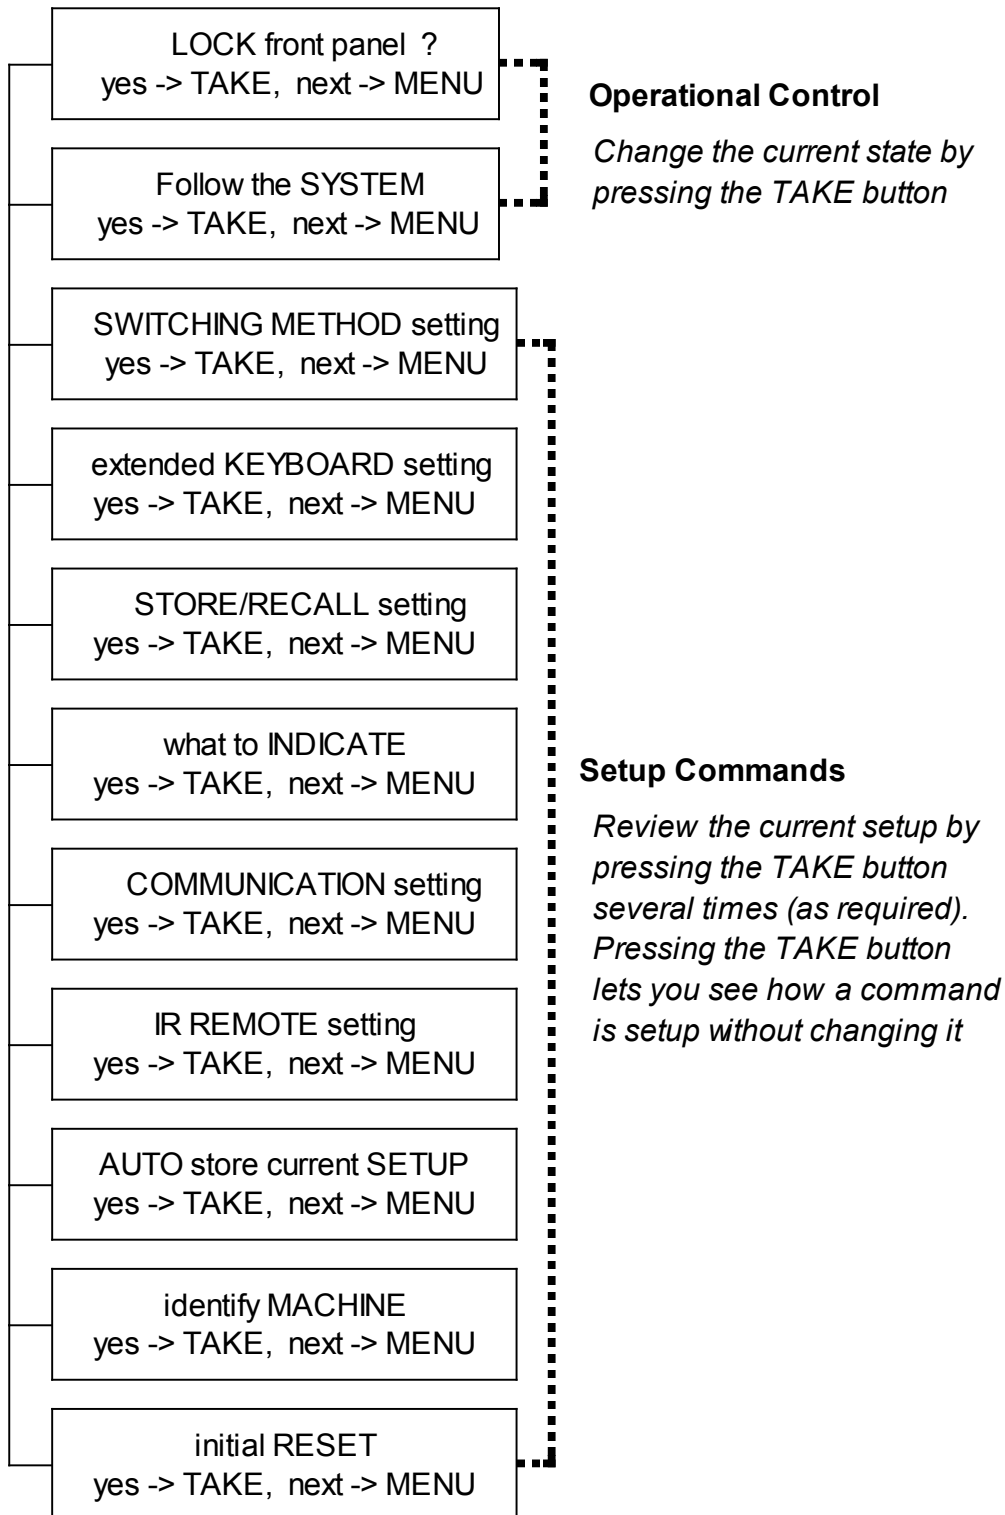 LOCK front panel ?
yes -> TAKE, next -> MENU
Operational Control
Change the current state by
pressing the TAKE button
Follow the SYSTEM
yes -> TAKE, next -> MENU
SWITCHING METHOD setting
yes -> TAKE, next -> MENU
extended KEYBOARD setting
yes -> TAKE, next -> MENU
STORE/RECALL setting
yes -> TAKE, next -> MENU
what to INDICATE
yes -> TAKE, next -> MENU
COMMUNICATION setting
yes -> TAKE, next -> MENU
IR REMOTE setting
yes -> TAKE, next -> MENU
AUTO store current SETUP
yes -> TAKE, next -> MENU
identify MACHINE
yes -> TAKE, next -> MENU
initial RESET
yes -> TAKE, next -> MENU
Setup Commands
Review the current setup by
pressing the TAKE button
several times (as required).
Pressing the TAKE button
lets you see how a command
is setup without changing it